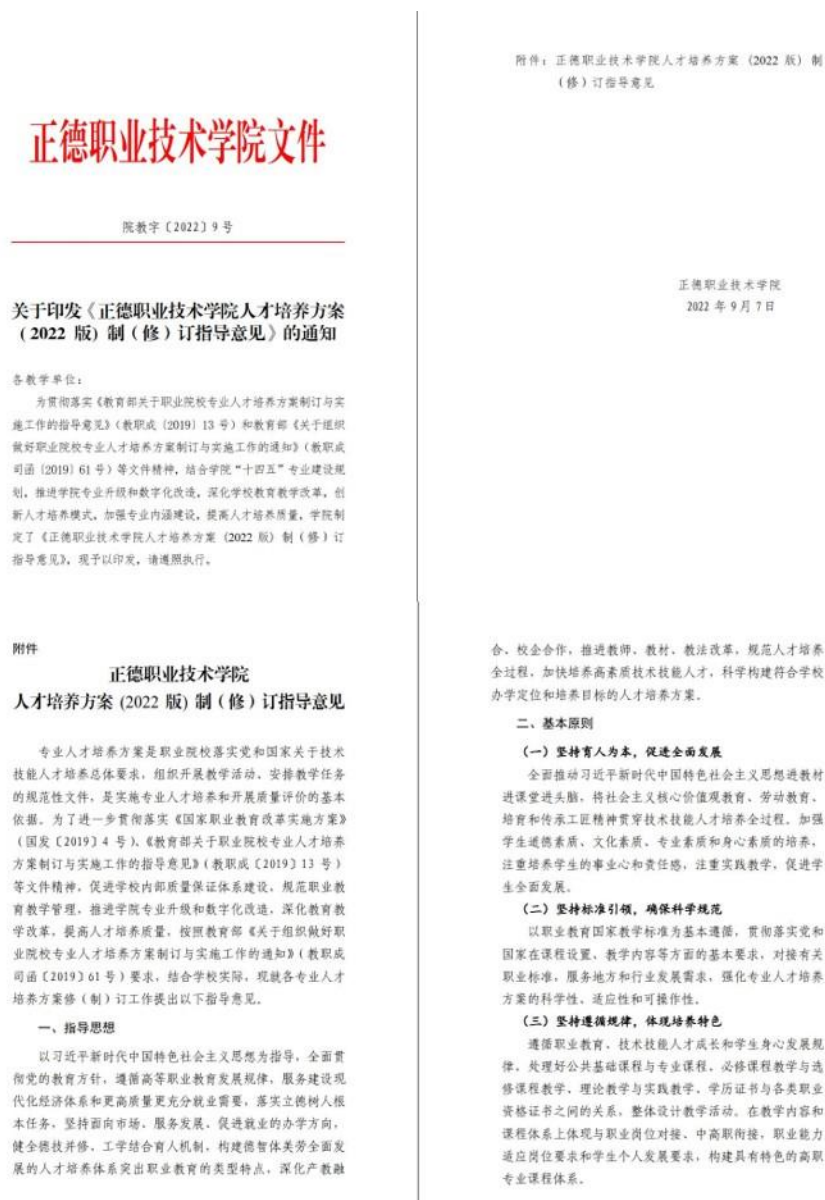 正德职业技术学院文件
院教字〔2022〕9 号
关于印发《正德职业技术学院人才培养方案
（2022 版）制（修）订指导意见》的通知
各教学单位：
为贯彻落实《教育部关于职业院校专业人才培养方案制订与实
施工作的指导意见》（教职成〔2019〕13 号）和教育部《关于组织
做好职业院校专业人才培养方案制订与实施工作的通知》（教职成
司函〔2019〕61 号）等文件精神，结合学院“十四五”专业建设规
划，推进学院专业升级和数字化改造，深化学校教育教学改革，创
新人才培养模式，加强专业内涵建设，提高人才培养质量，学院制
定了《正德职业技术学院人才培养方案（2022 版）制（修）订
指导意见》，现予以印发，请遵照执行。
附件：正德职业技术学院人才培养方案（2022 版）制
（修）订指导意见
正德职业技术学院
2022 年 9 月 7 日
附件
正德职业技术学院
人才培养方案 (2022 版) 制（修）订指导意见
专业人才培养方案是职业院校落实党和国家关于技术
技能人才培养总体要求，组织开展教学活动、安排教学任务
的规范性文件，是实施专业人才培养和开展质量评价的基本
依据。为了进一步贯彻落实《国家职业教育改革实施方案》
（国发〔2019〕4 号）、《教育部关于职业院校专业人才培养
方案制订与实施工作的指导意见》（教职成〔2019〕13 号）
等文件精神，促进学校内部质量保证体系建设，规范职业教
育教学管理，推进学院专业升级和数字化改造，深化教育教
学改革，提高人才培养质量，按照教育部《关于组织做好职
业院校专业人才培养方案制订与实施工作的通知》（教职成
司函〔2019〕61 号）要求，结合学校实际，现就各专业人才
培养方案修（制）订工作提出以下指导意见。
一、指导思想
以习近平新时代中国特色社会主义思想为指导，全面贯
彻党的教育方针，遵循高等职业教育发展规律，服务建设现
代化经济体系和更高质量更充分就业需要，落实立德树人根
本任务，坚持面向市场、服务发展、促进就业的办学方向，
健全德技并修、工学结合育人机制，构建德智体美劳全面发
展的人才培养体系突出职业教育的类型特点，深化产教融
合、校企合作，推进教师、教材、教法改革，规范人才培养
全过程，加快培养高素质技术技能人才，科学构建符合学校
办学定位和培养目标的人才培养方案。
二、基本原则
（一）坚持育人为本，促进全面发展
全面推动习近平新时代中国特色社会主义思想进教材
进课堂进头脑，将社会主义核心价值观教育、劳动教育、
培育和传承工匠精神贯穿技术技能人才培养全过程。加强
学生道德素质、文化素质、专业素质和身心素质的培养，
注重培养学生的事业心和责任感，注重实践教学，促进学
生全面发展。
（二）坚持标准引领，确保科学规范
以职业教育国家教学标准为基本遵循，贯彻落实党和
国家在课程设置、教学内容等方面的基本要求，对接有关
职业标准，服务地方和行业发展需求，强化专业人才培养
方案的科学性、适应性和可操作性。
（三）坚持遵循规律，体现培养特色
遵循职业教育、技术技能人才成长和学生身心发展规
律，处理好公共基础课程与专业课程、必修课程教学与选
修课程教学、理论教学与实践教学、学历证书与各类职业
资格证书之间的关系，整体设计教学活动。在教学内容和
课程体系上体现与职业岗位对接、中高职衔接，职业能力
适应岗位要求和学生个人发展要求，构建具有特色的高职
专业课程体系。